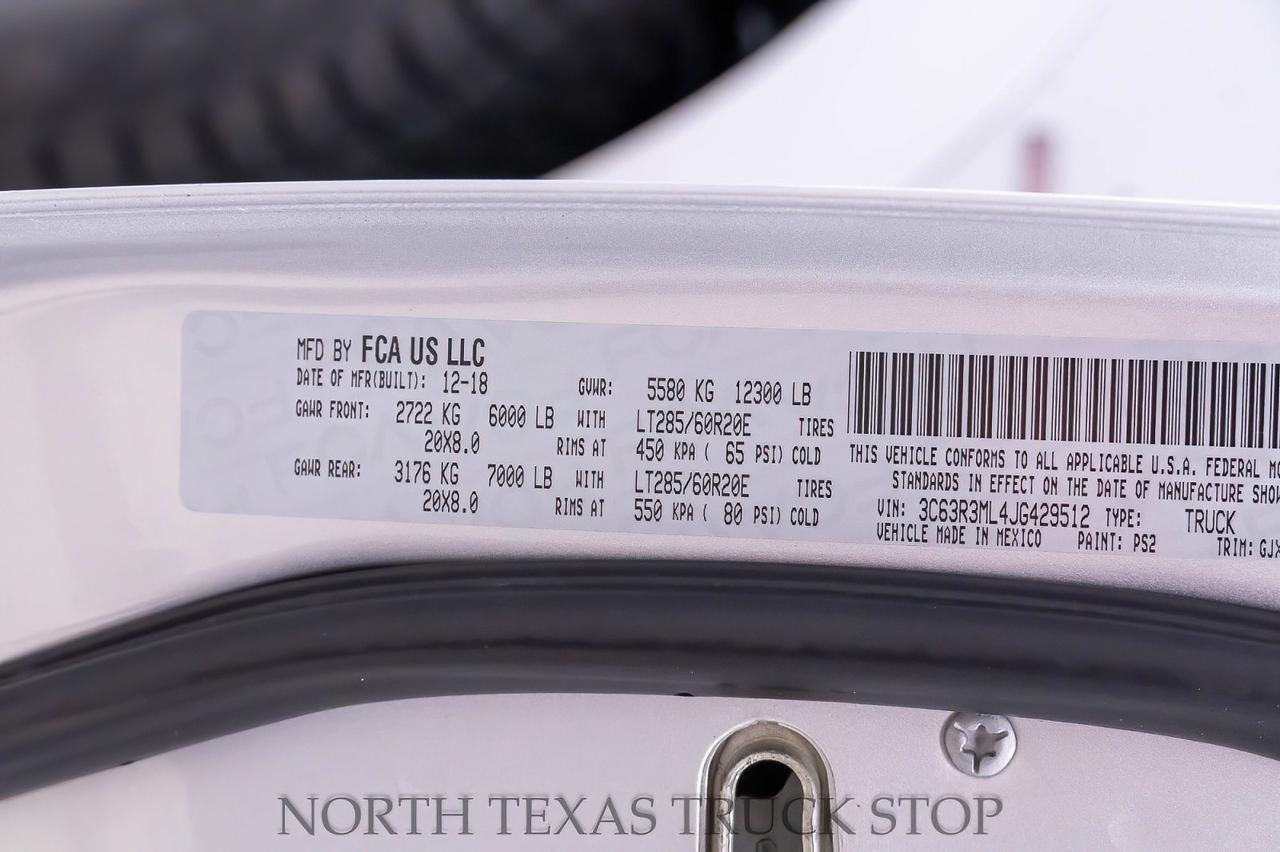 MFD BY FCA US LLC
DATE OF MFR(BUILT): 12-18 GVWR: 5580 KG 12300 LB
GAWR FRONT: 2722 KG 6000 LB WITH LT285/60R20E TIRES
20X8.0 RIMS AT 450 KPA ( 65 PSI) COLD
GAWR REAR: 3176 KG 7000 LB WITH LT285/60R20E TIRES
20X8.0 RIMS AT 550 KPA ( 80 PSI) COLD
THIS VEHICLE CONFORMS TO ALL APPLICABLE U.S.A. FEDERAL
STANDARDS IN EFFECT ON THE DATE OF MANUFACTURE
VIN: 3C63R3ML4JG429512 TYPE: TRUCK
VEHICLE MADE IN MEXICO PAINT: PS2 TRIM:
NORTH TEXAS TRUCK STOP